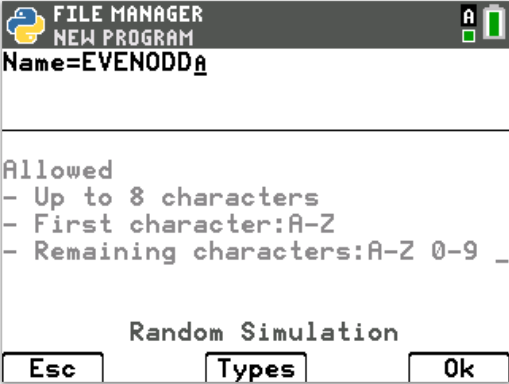 FILE MANAGER
A
NEW PROGRAM
Name=EVENODDA
Allowed
- Up to 8 characters
- First character:A-Z
- Remaining characters:A-Z 0-9 _
Random Simulation
Esc
Types
Ok